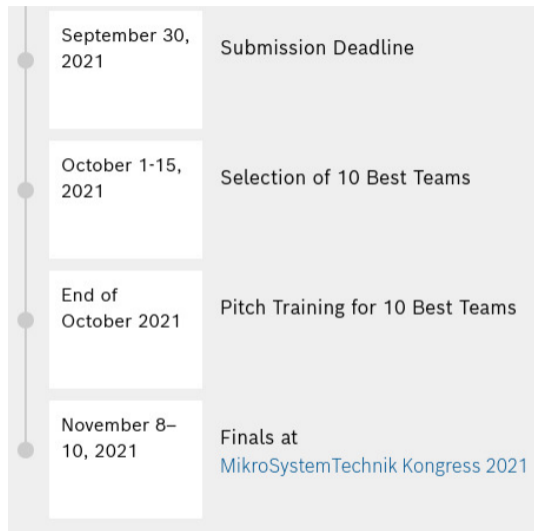 September 30,
2021
Submission Deadline
October 1-15,
2021
Selection of 10 Best Teams
End of
October 2021
Pitch Training for 10 Best Teams
November 8–
10, 2021
Finals at
MikroSystemTechnik Kongress 2021